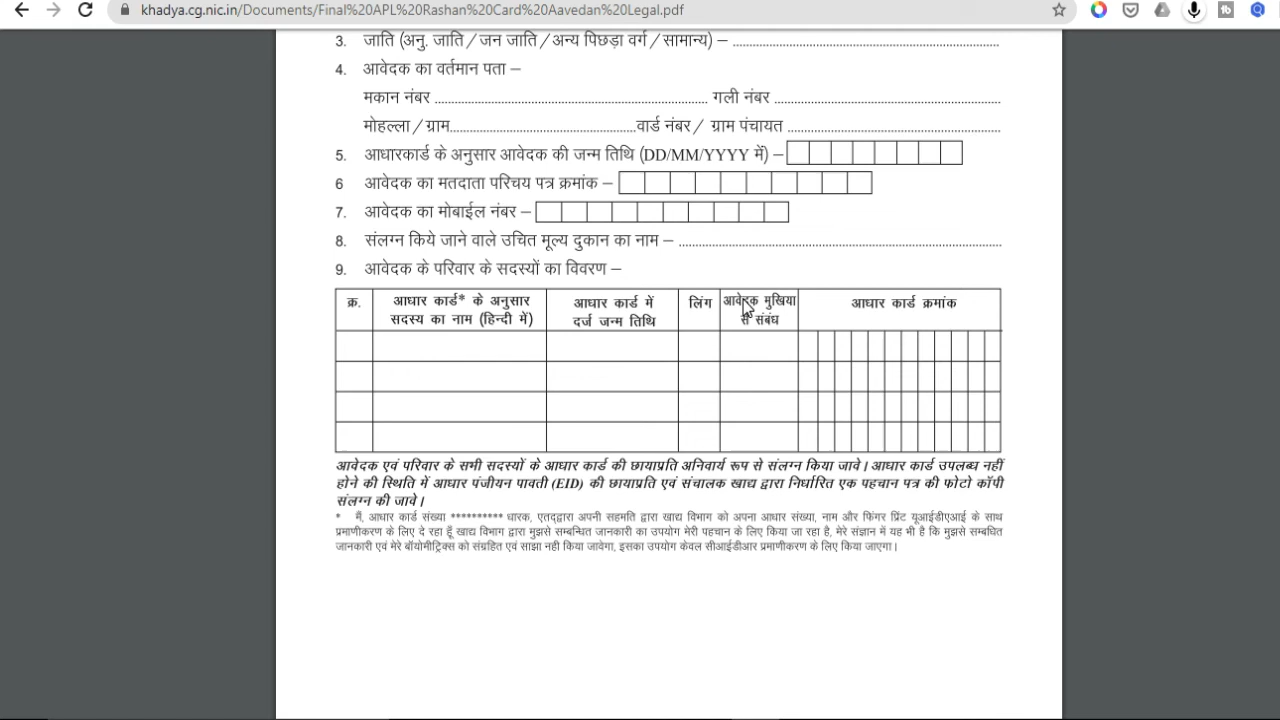 khadya.cg.nic.in/Documents/Final%20APL%20Rashan%20Card%20Aavedan%20Legal.pdf
3. जाति (अनु. जाति / जन जाति / अन्य पिछड़ा वर्ग / सामान्य) –
4. आवेदक का वर्तमान पता –
मकान नंबर गली नंबर
मोहल्ला / ग्राम वार्ड नंबर / ग्राम पंचायत
5. आधारकार्ड के अनुसार आवेदक की जन्म तिथि (DD/MM/YYYY में) –
6 आवेदक का मतदाता परिचय पत्र क्रमांक –
7. आवेदक का मोबाईल नंबर –
8. संलग्न किये जाने वाले उचित मूल्य दुकान का नाम –
9. आवेदक के परिवार के सदस्यों का विवरण –
क्र. आधार कार्ड* के अनुसार सदस्य का नाम (हिन्दी में) आधार कार्ड में दर्ज जन्म तिथि लिंग आवेदक मुखिया से संबंध आधार कार्ड क्रमांक
आवेदक एवं परिवार के सभी सदस्यों के आधार कार्ड की छायाप्रति अनिवार्य रूप से संलग्न किया जावे। आधार कार्ड उपलब्ध नहीं
होने की स्थिति में आधार पंजीयन पावती (EID) की छायाप्रति एवं संचालक खाद्य द्वारा निर्धारित एक पहचान पत्र की फोटो कॉपी
संलग्न की जावे।
* मैं, आधार कार्ड संख्या ********** धारक, एतद्द्वारा अपनी सहमति द्वारा खाद्य विभाग को अपना आधार संख्या, नाम और फिंगर प्रिंट यूआईडीएआई के साथ
प्रमाणीकरण के लिए दे रहा हूँ खाद्य विभाग द्वारा मुझसे सम्बन्धित जानकारी का उपयोग मेरी पहचान के लिए किया जा रहा है, मेरे संज्ञान में यह भी है कि मुझसे सम्बधित
जानकारी एवं मेरे बॉयोमीट्रिक्स को संग्रहित एवं साझा नही किया जावेगा, इसका उपयोग केवल सीआईडीआर प्रमाणीकरण के लिए किया जाएगा।